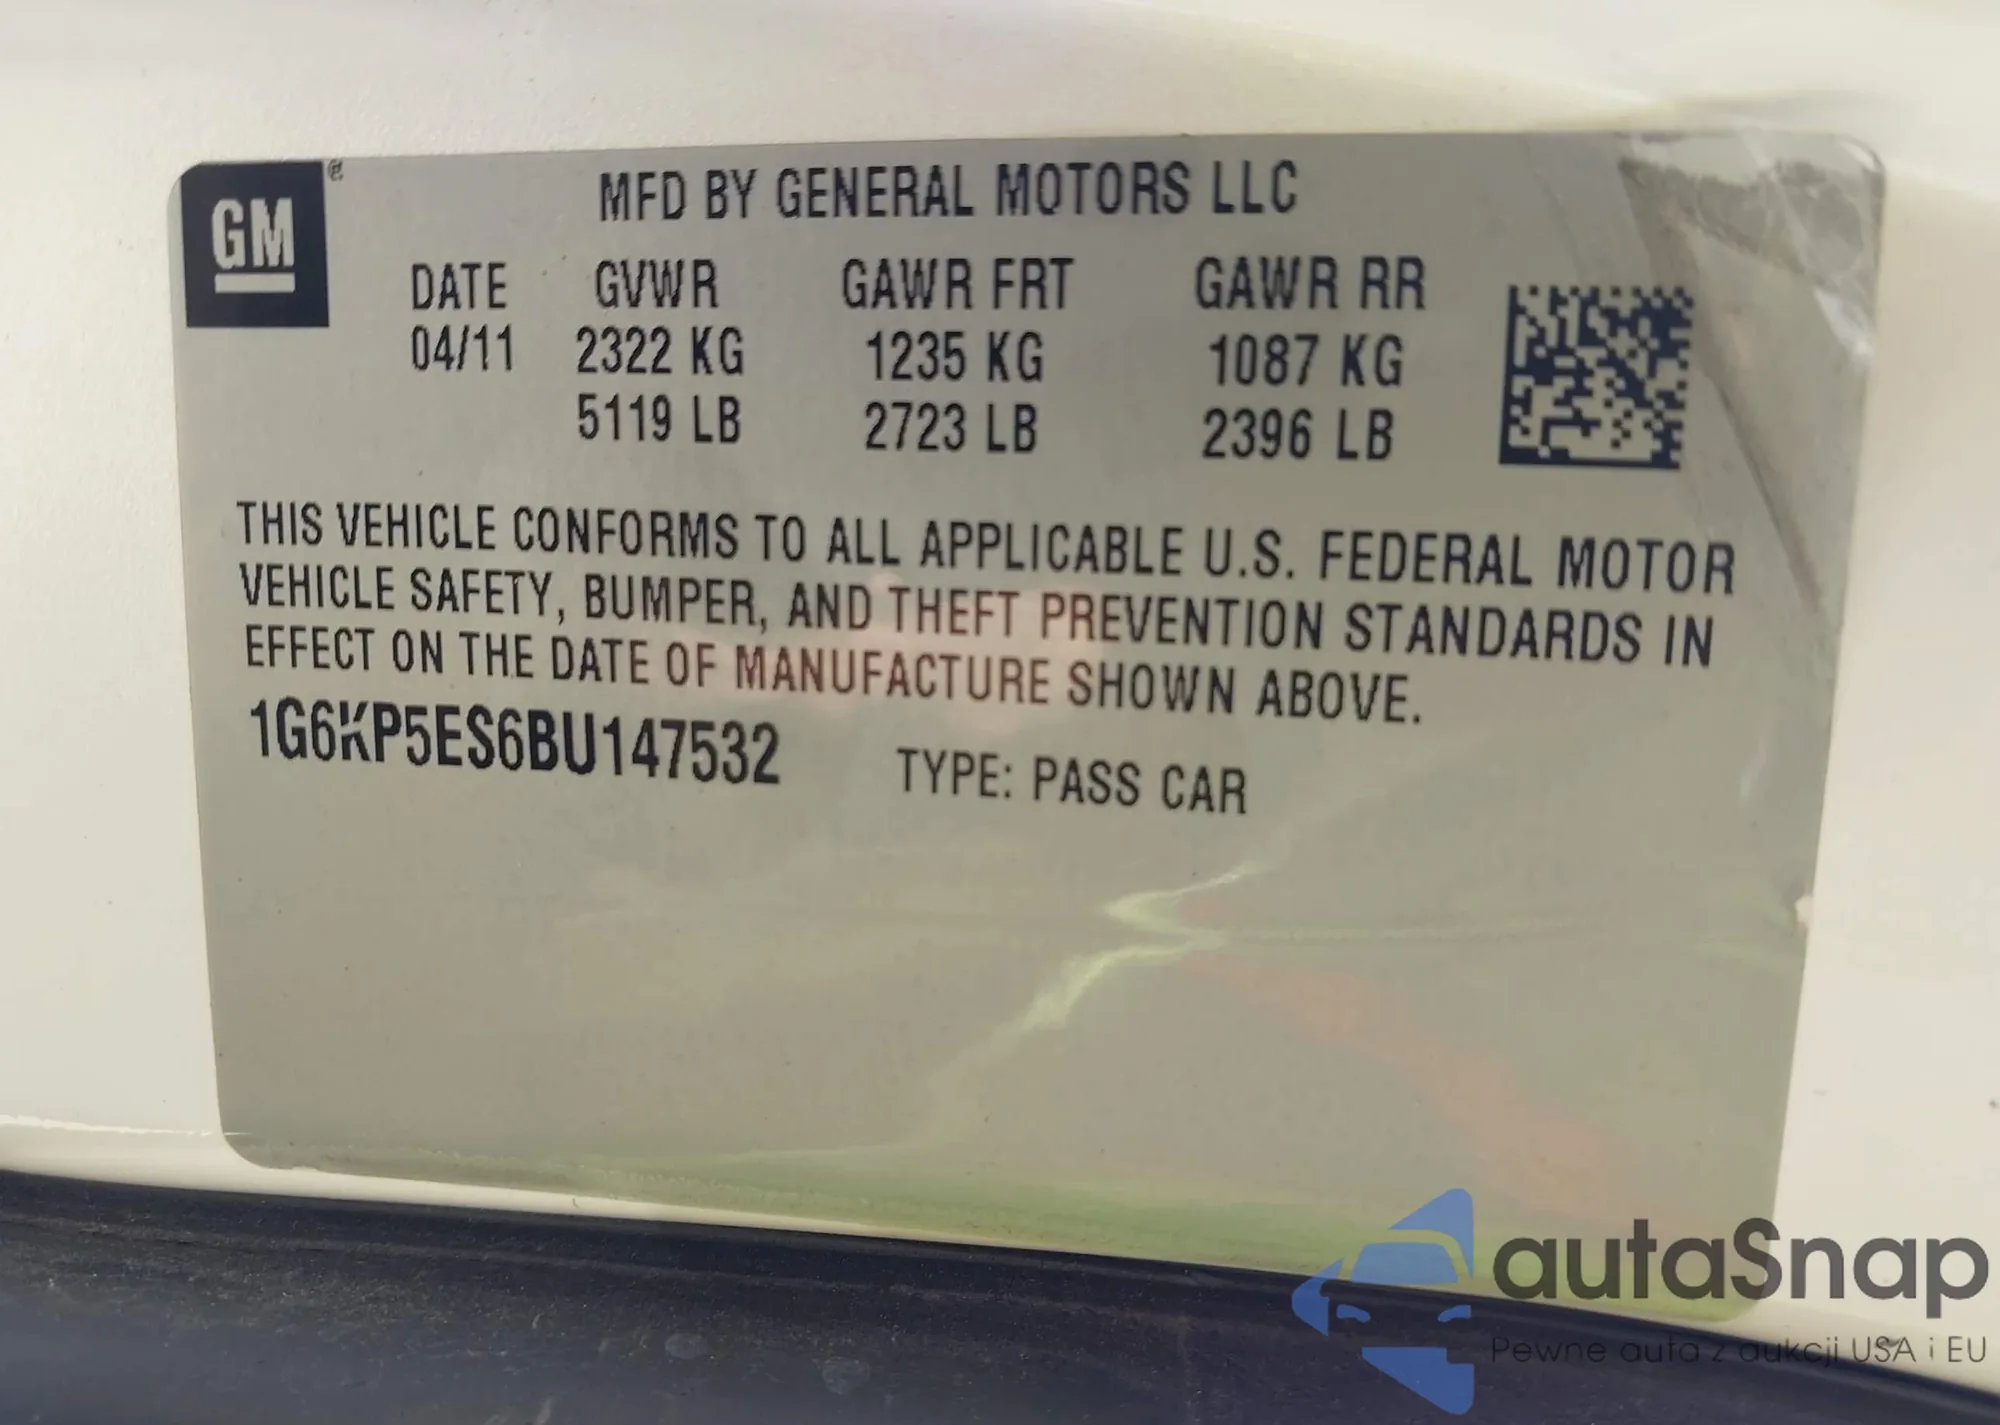 GM
MFD BY GENERAL MOTORS LLC
DATE GVWR GAWR FRT GAWR RR
04/11 2322 KG 1235 KG 1087 KG
5119 LB 2723 LB 2396 LB
THIS VEHICLE CONFORMS TO ALL APPLICABLE U.S. FEDERAL MOTOR
VEHICLE SAFETY, BUMPER, AND THEFT PREVENTION STANDARDS IN
EFFECT ON THE DATE OF MANUFACTURE SHOWN ABOVE.
1G6KP5ES6BU147532 TYPE: PASS CAR
autaSnap
Pewne auta z aukcji USA i EU